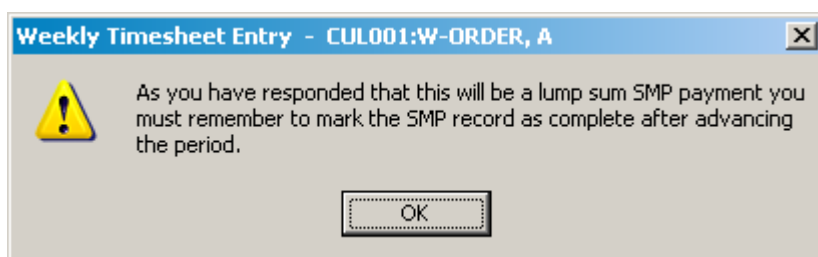 Weekly Timesheet Entry - CUL001:W-ORDER, A
As you have responded that this will be a lump sum SMP payment you
must remember to mark the SMP record as complete after advancing
the period.
OK